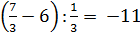 (7/3 − 6) : 1/3 = −11